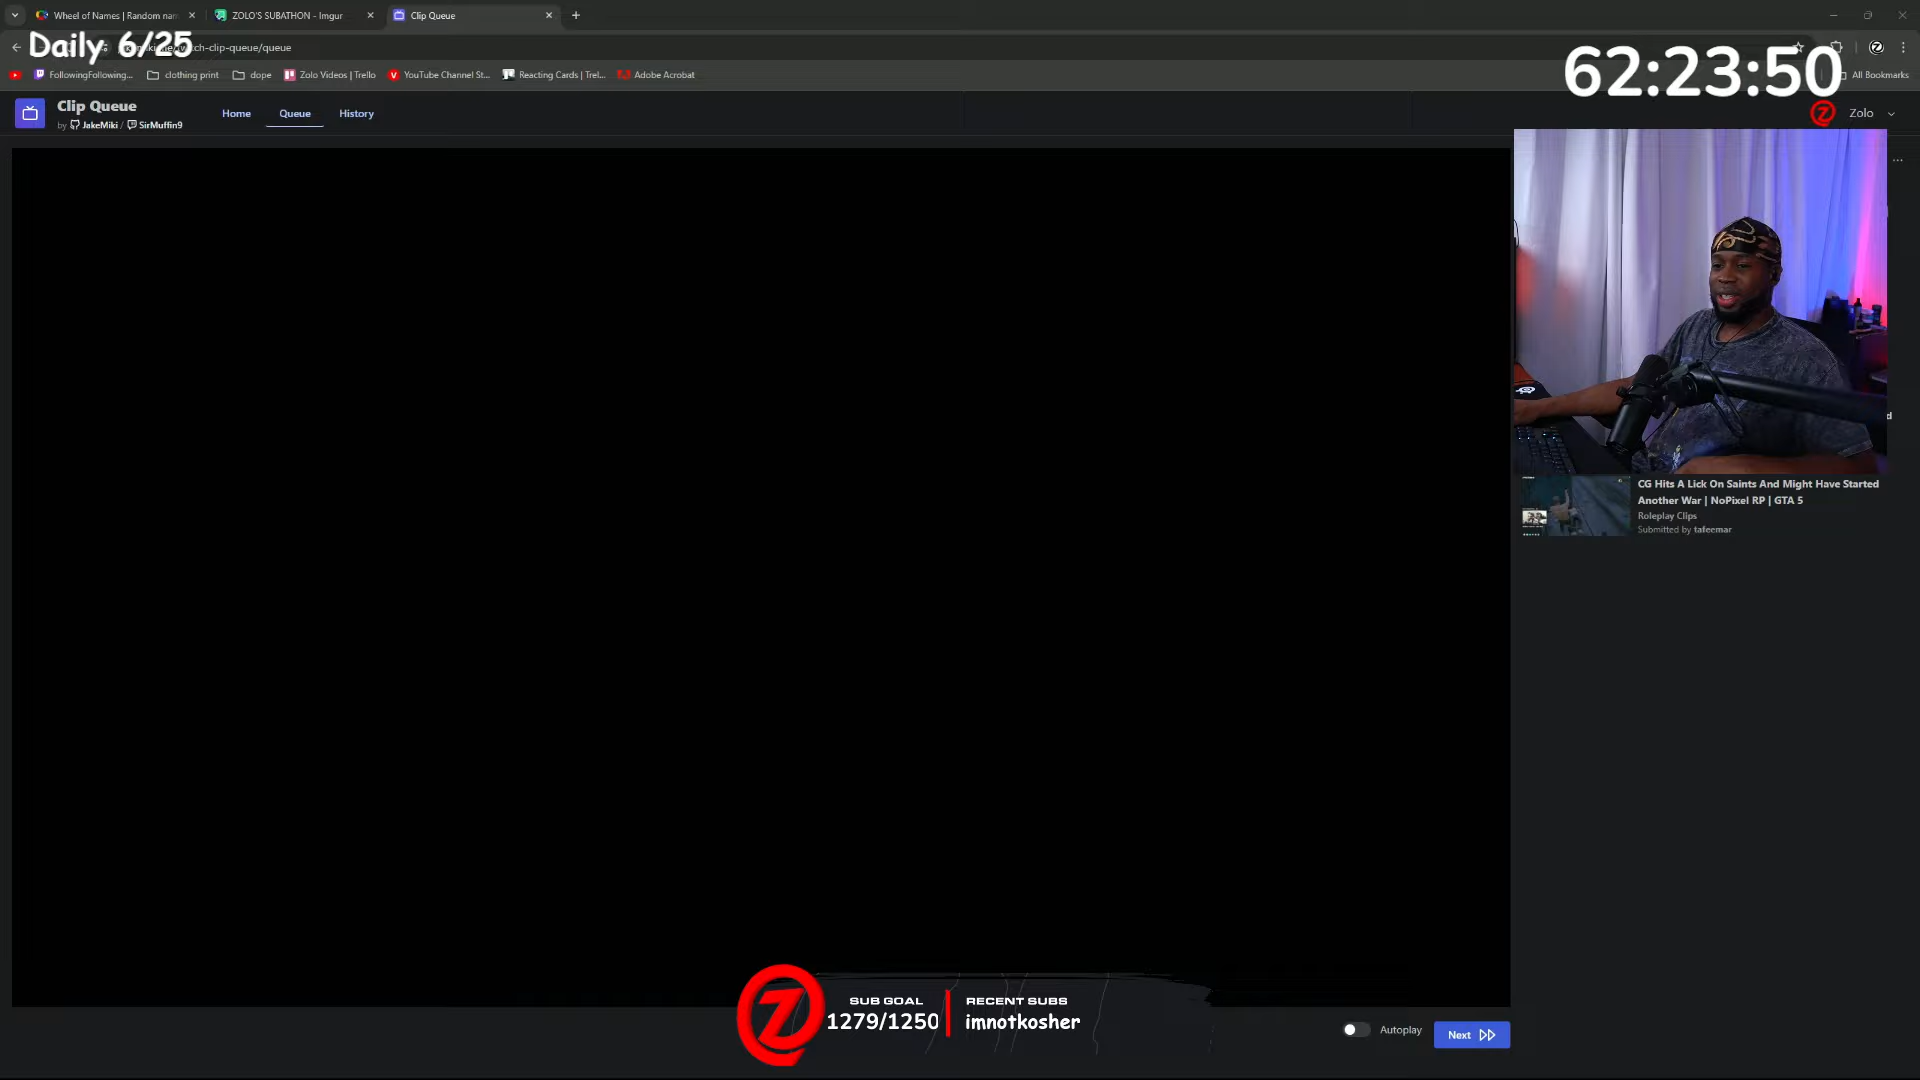 Wheel of Names | Random nam
ZOLO'S SUBATHON - Imgur
Clip Queue
Daily 6/25
ch-clip-queue/queue
62:23:50
FollowingFollowing...
clothing print
dope
Zolo Videos | Trello
YouTube Channel St...
Reacting Cards | Trel...
Adobe Acrobat
All Bookmarks
Clip Queue
by JakeMiki / SirMuffin9
Home
Queue
History
Zolo
CG Hits A Lick On Saints And Might Have Started
Another War | NoPixel RP | GTA 5
Roleplay Clips
Submitted by tafeemar
SUB GOAL
1279/1250
RECENT SUBS
imnotkosher
Autoplay
Next